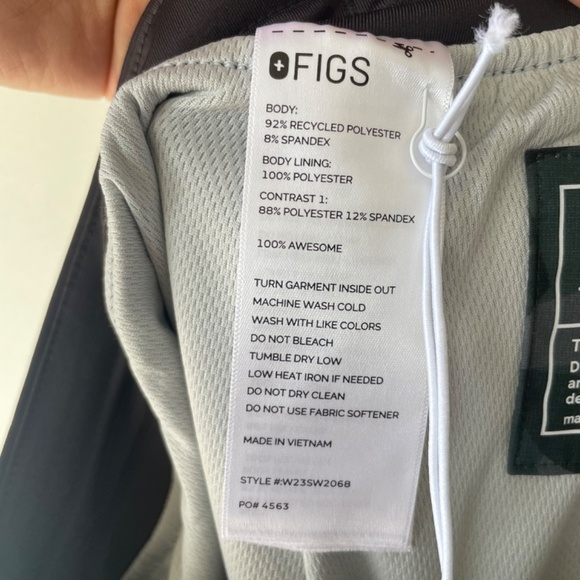 FIGS
BODY:
92% RECYCLED POLYESTER
8% SPANDEX
BODY LINING:
100% POLYESTER
CONTRAST 1:
88% POLYESTER 12% SPANDEX
100% AWESOME
TURN GARMENT INSIDE OUT
MACHINE WASH COLD
WASH WITH LIKE COLORS
DO NOT BLEACH
TUMBLE DRY LOW
LOW HEAT IRON IF NEEDED
DO NOT DRY CLEAN
DO NOT USE FABRIC SOFTENER
MADE IN VIETNAM
STYLE #:W23SW2068
PO# 4563